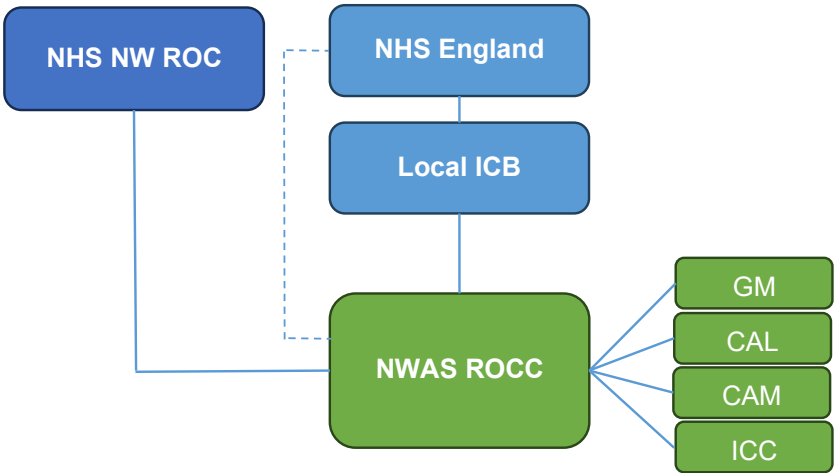 NHS NW ROC
NHS England
Local ICB
NWAS ROCC
GM
CAL
CAM
ICC